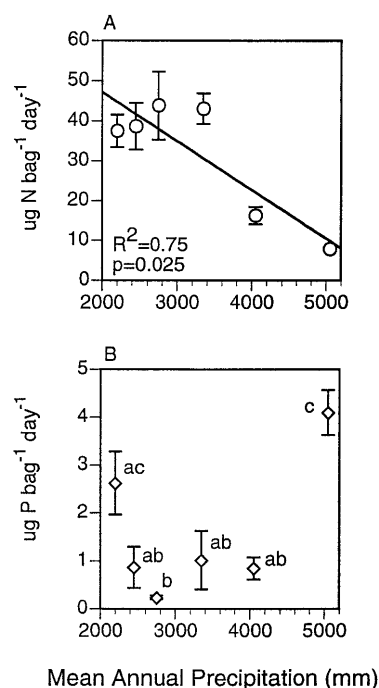 A
60
50
40
30
20
10
0
ug N bag⁻¹ day⁻¹
R²=0.75
p=0.025
2000 3000 4000 5000
B
5
4
3
2
1
0
ug P bag⁻¹ day⁻¹
c
ac
ab
b
ab
ab
2000 3000 4000 5000
Mean Annual Precipitation (mm)